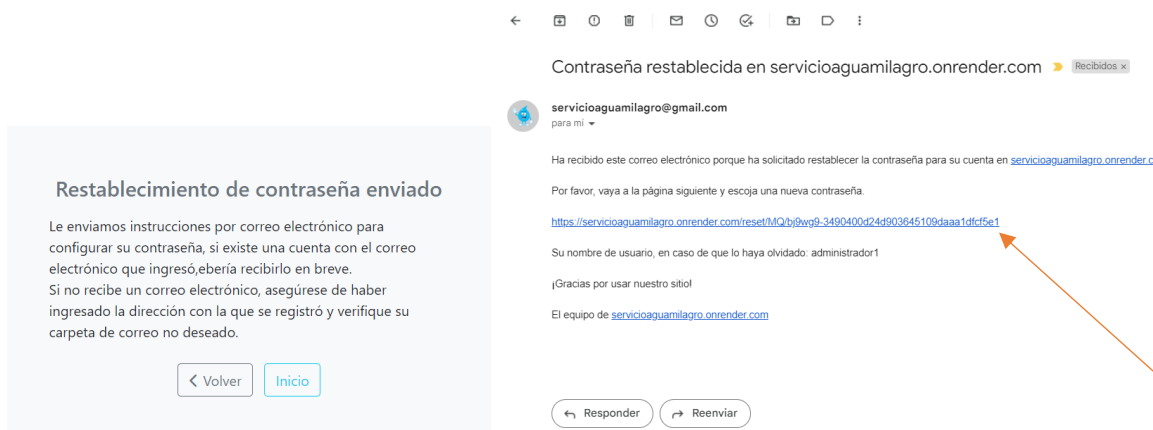 Restablecimiento de contraseña enviado
Le enviamos instrucciones por correo electrónico para
configurar su contraseña, si existe una cuenta con el correo
electrónico que ingresó,ebería recibirlo en breve.
Si no recibe un correo electrónico, asegúrese de haber
ingresado la dirección con la que se registró y verifique su
carpeta de correo no deseado.
Volver
Inicio
Contraseña restablecida en servicioaguamilagro.onrender.com
Recibidos ×
servicioaguamilagro@gmail.com
para mí
Ha recibido este correo electrónico porque ha solicitado restablecer la contraseña para su cuenta en servicioaguamilagro.onrender.c
Por favor, vaya a la página siguiente y escoja una nueva contraseña.
https://servicioaguamilagro.onrender.com/reset/MQ/bj9wg9-3490400d24d903645109daaa1dfcf5e1
Su nombre de usuario, en caso de que lo haya olvidado: administrador1
¡Gracias por usar nuestro sitio!
El equipo de servicioaguamilagro.onrender.com
Responder
Reenviar